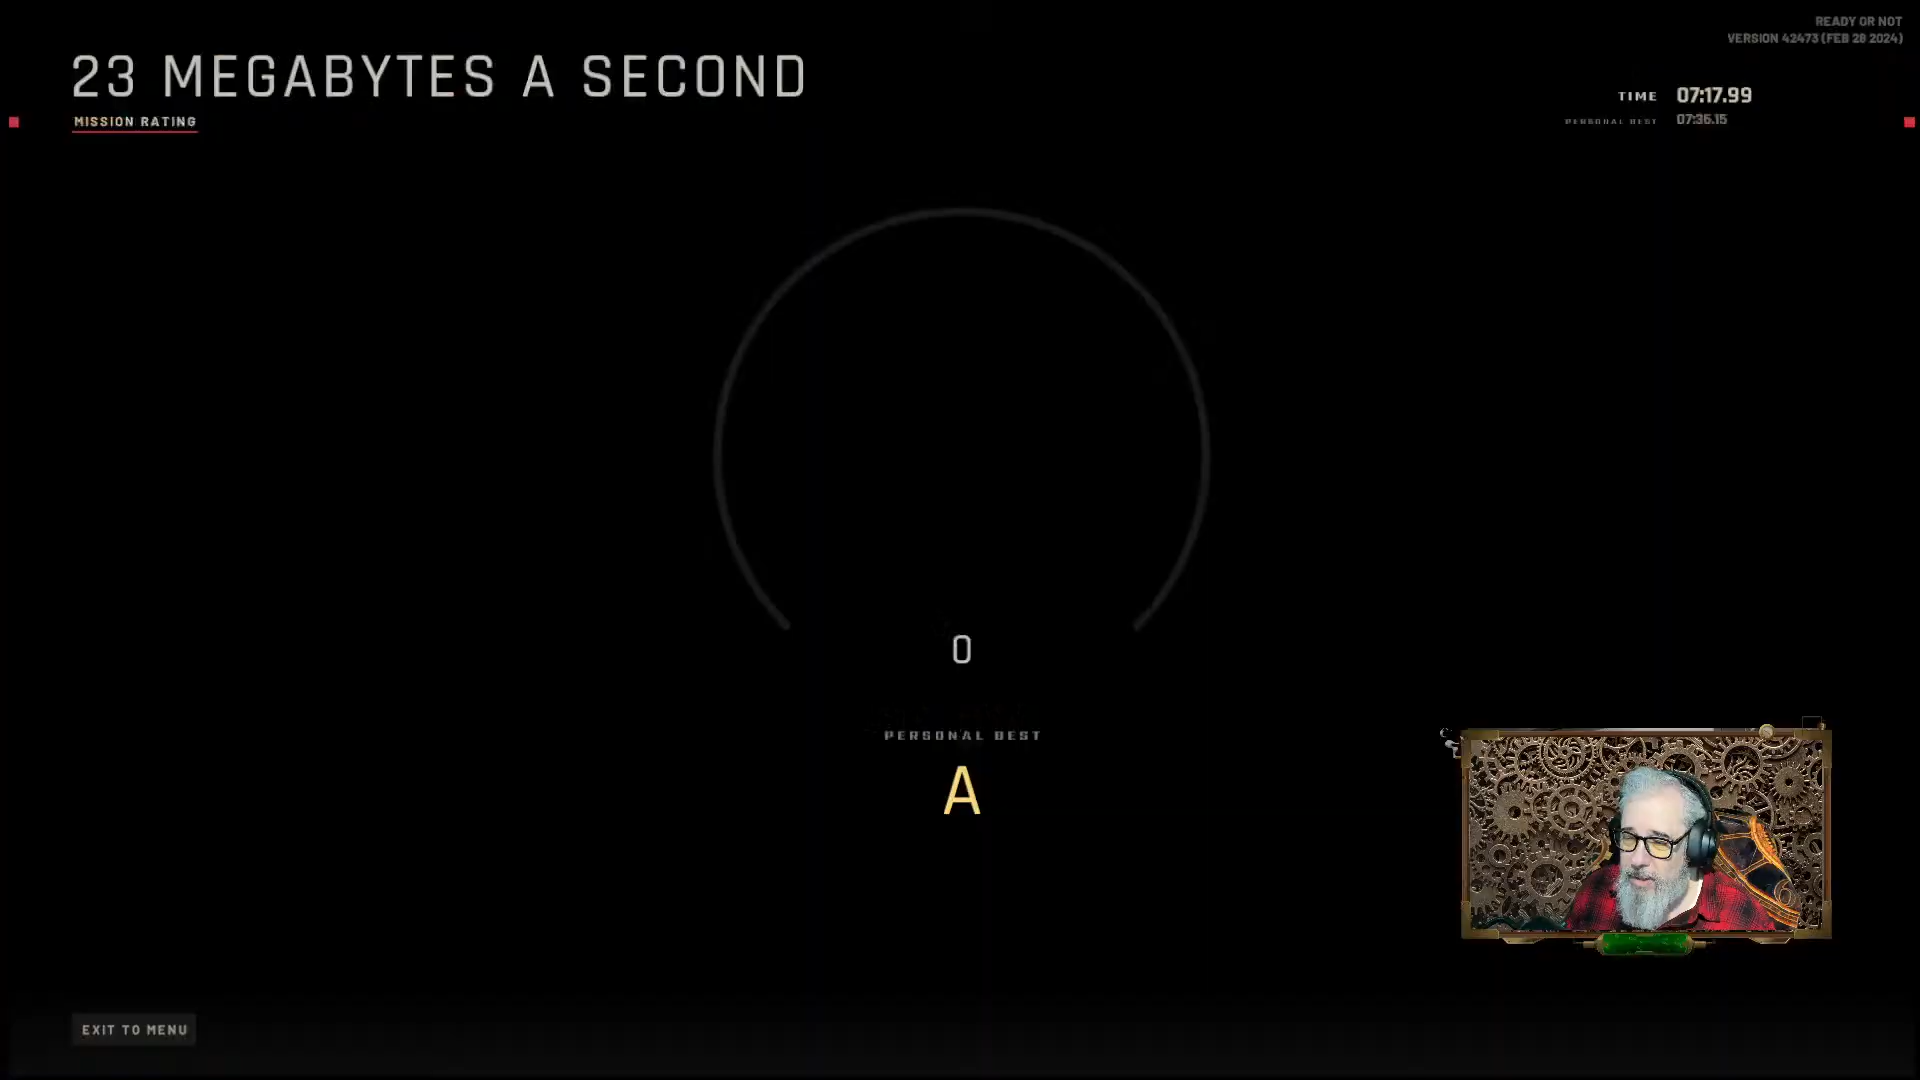 READY OR NOT
VERSION 42473 (FEB 28 2024)
23 MEGABYTES A SECOND
MISSION RATING
TIME 07:17.99
PERSONAL BEST 07:36.15
0
PERSONAL BEST
A
6
EXIT TO MENU